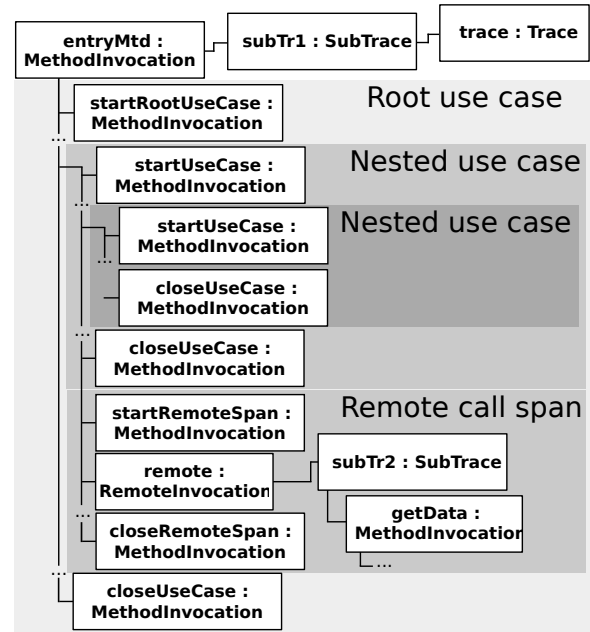 entryMtd :
MethodInvocation
subTr1 : SubTrace
trace : Trace
Root use case
startRootUseCase :
MethodInvocation
...
Nested use case
startUseCase :
MethodInvocation
...
Nested use case
startUseCase :
MethodInvocation
...
closeUseCase :
MethodInvocation
...
closeUseCase :
MethodInvocation
Remote call span
startRemoteSpan :
MethodInvocation
remote :
RemoteInvocation
subTr2 : SubTrace
getData :
MethodInvocation
...
...
closeRemoteSpan :
MethodInvocation
...
closeUseCase :
MethodInvocation